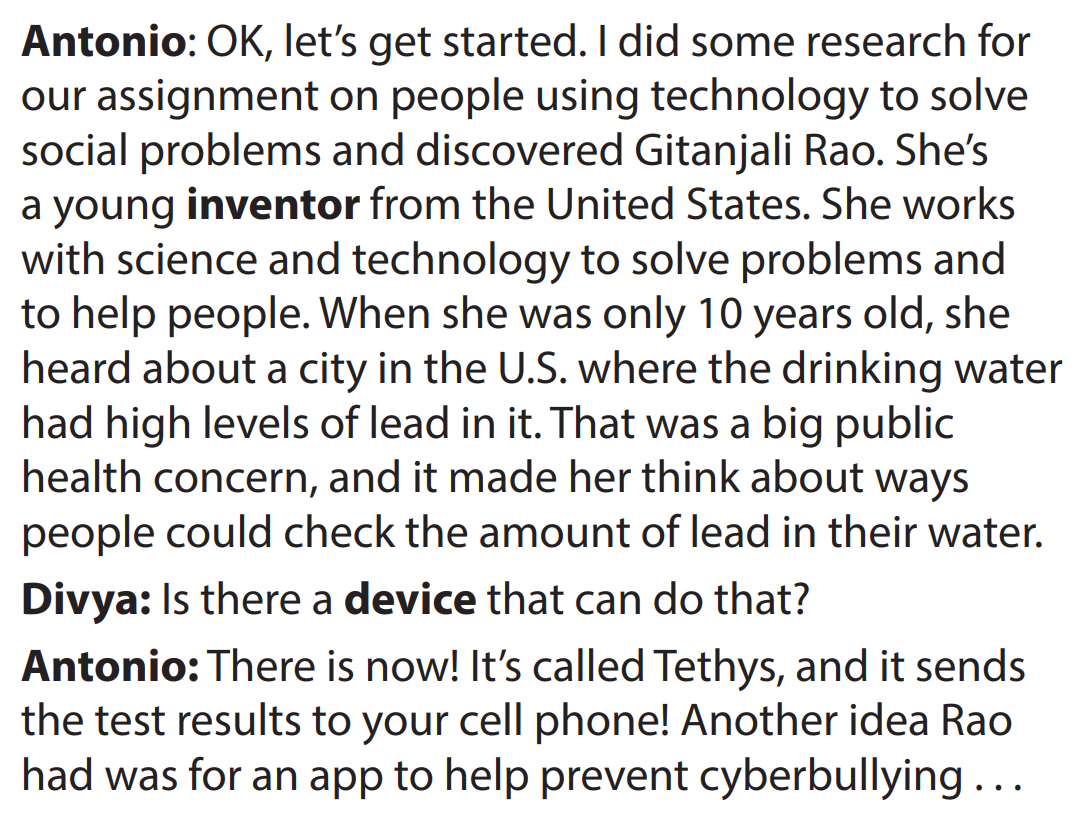 Antonio: OK, let’s get started. I did some research for
our assignment on people using technology to solve
social problems and discovered Gitanjali Rao. She’s
a young inventor from the United States. She works
with science and technology to solve problems and
to help people. When she was only 10 years old, she
heard about a city in the U.S. where the drinking water
had high levels of lead in it. That was a big public
health concern, and it made her think about ways
people could check the amount of lead in their water.
Divya: Is there a device that can do that?
Antonio: There is now! It’s called Tethys, and it sends
the test results to your cell phone! Another idea Rao
had was for an app to help prevent cyberbullying . . .